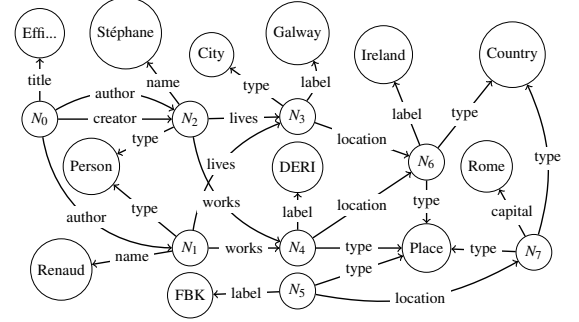 Effi...
Stéphane
City
Galway
Ireland
Country
title
name
type
label
label
type
author
N0
creator
N2
lives
N3
location
type
type
Person
lives
DERI
N6
Rome
type
works
location
type
capital
author
label
type
N1
works
N4
type
Place
type
N7
name
Renaud
type
FBK
label
N5
location